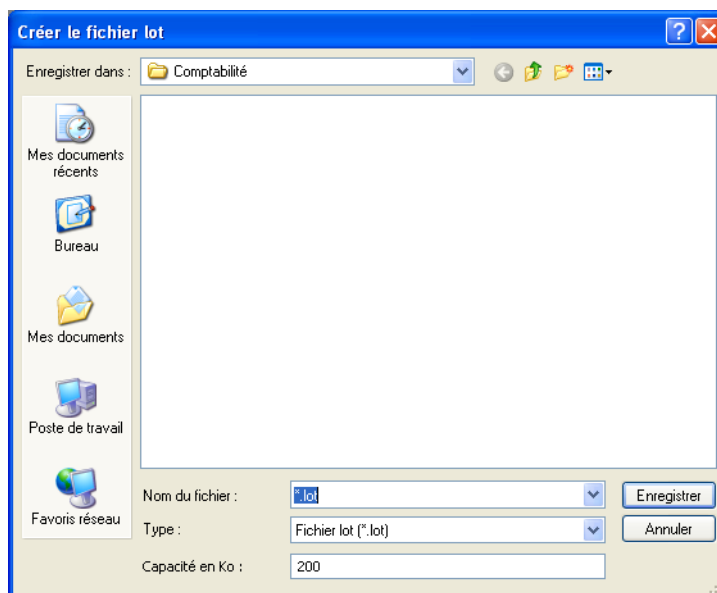 Créer le fichier lot
Enregistrer dans :
Comptabilité
Mes documents
récents
Bureau
Mes documents
Poste de travail
Favoris réseau
Nom du fichier :
*.lot
Enregistrer
Type :
Fichier lot (*.lot)
Annuler
Capacité en Ko :
200